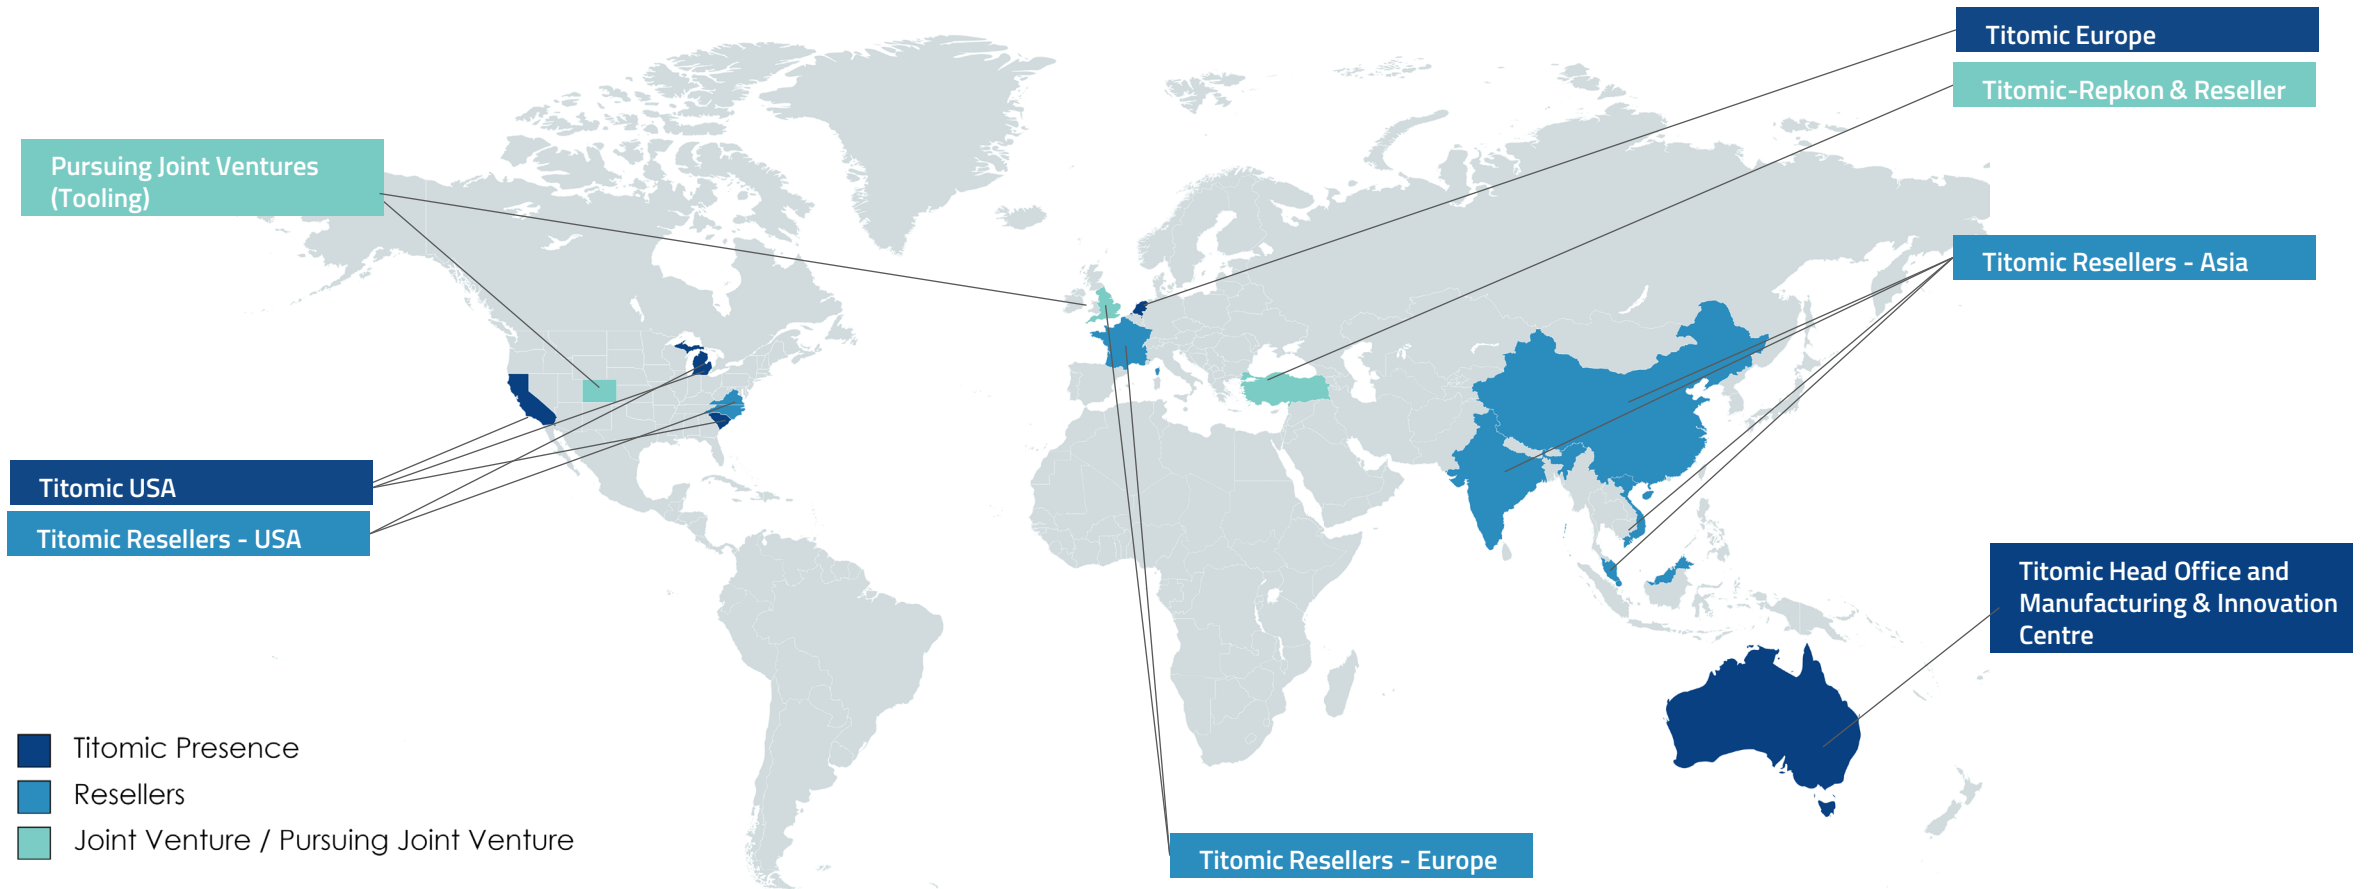 Titomic Europe
Titomic-Repkon & Reseller
Pursuing Joint Ventures
(Tooling)
Titomic Resellers - Asia
Titomic USA
Titomic Resellers - USA
Titomic Head Office and
Manufacturing & Innovation
Centre
Titomic Presence
Resellers
Joint Venture / Pursuing Joint Venture
Titomic Resellers - Europe